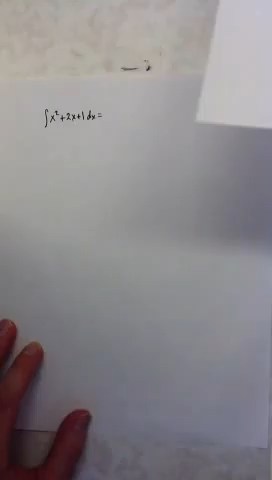 ∫x²+2x+1 dx=